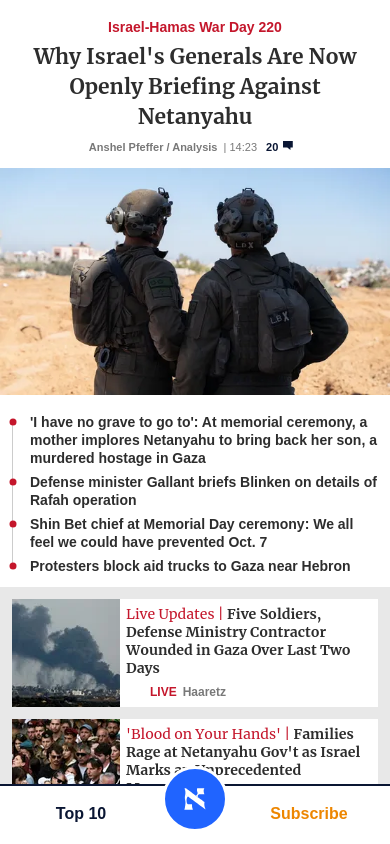 Israel-Hamas War Day 220
Why Israel's Generals Are Now
Openly Briefing Against
Netanyahu
Anshel Pfeffer / Analysis | 14:23 20
LBX
LBX
'I have no grave to go to': At memorial ceremony, a
mother implores Netanyahu to bring back her son, a
murdered hostage in Gaza
Defense minister Gallant briefs Blinken on details of
Rafah operation
Shin Bet chief at Memorial Day ceremony: We all
feel we could have prevented Oct. 7
Protesters block aid trucks to Gaza near Hebron
Live Updates | Five Soldiers,
Defense Ministry Contractor
Wounded in Gaza Over Last Two
Days
LIVE Haaretz
'Blood on Your Hands' | Families
Rage at Netanyahu Gov't as Israel
Marks
Top 10
Subscribe